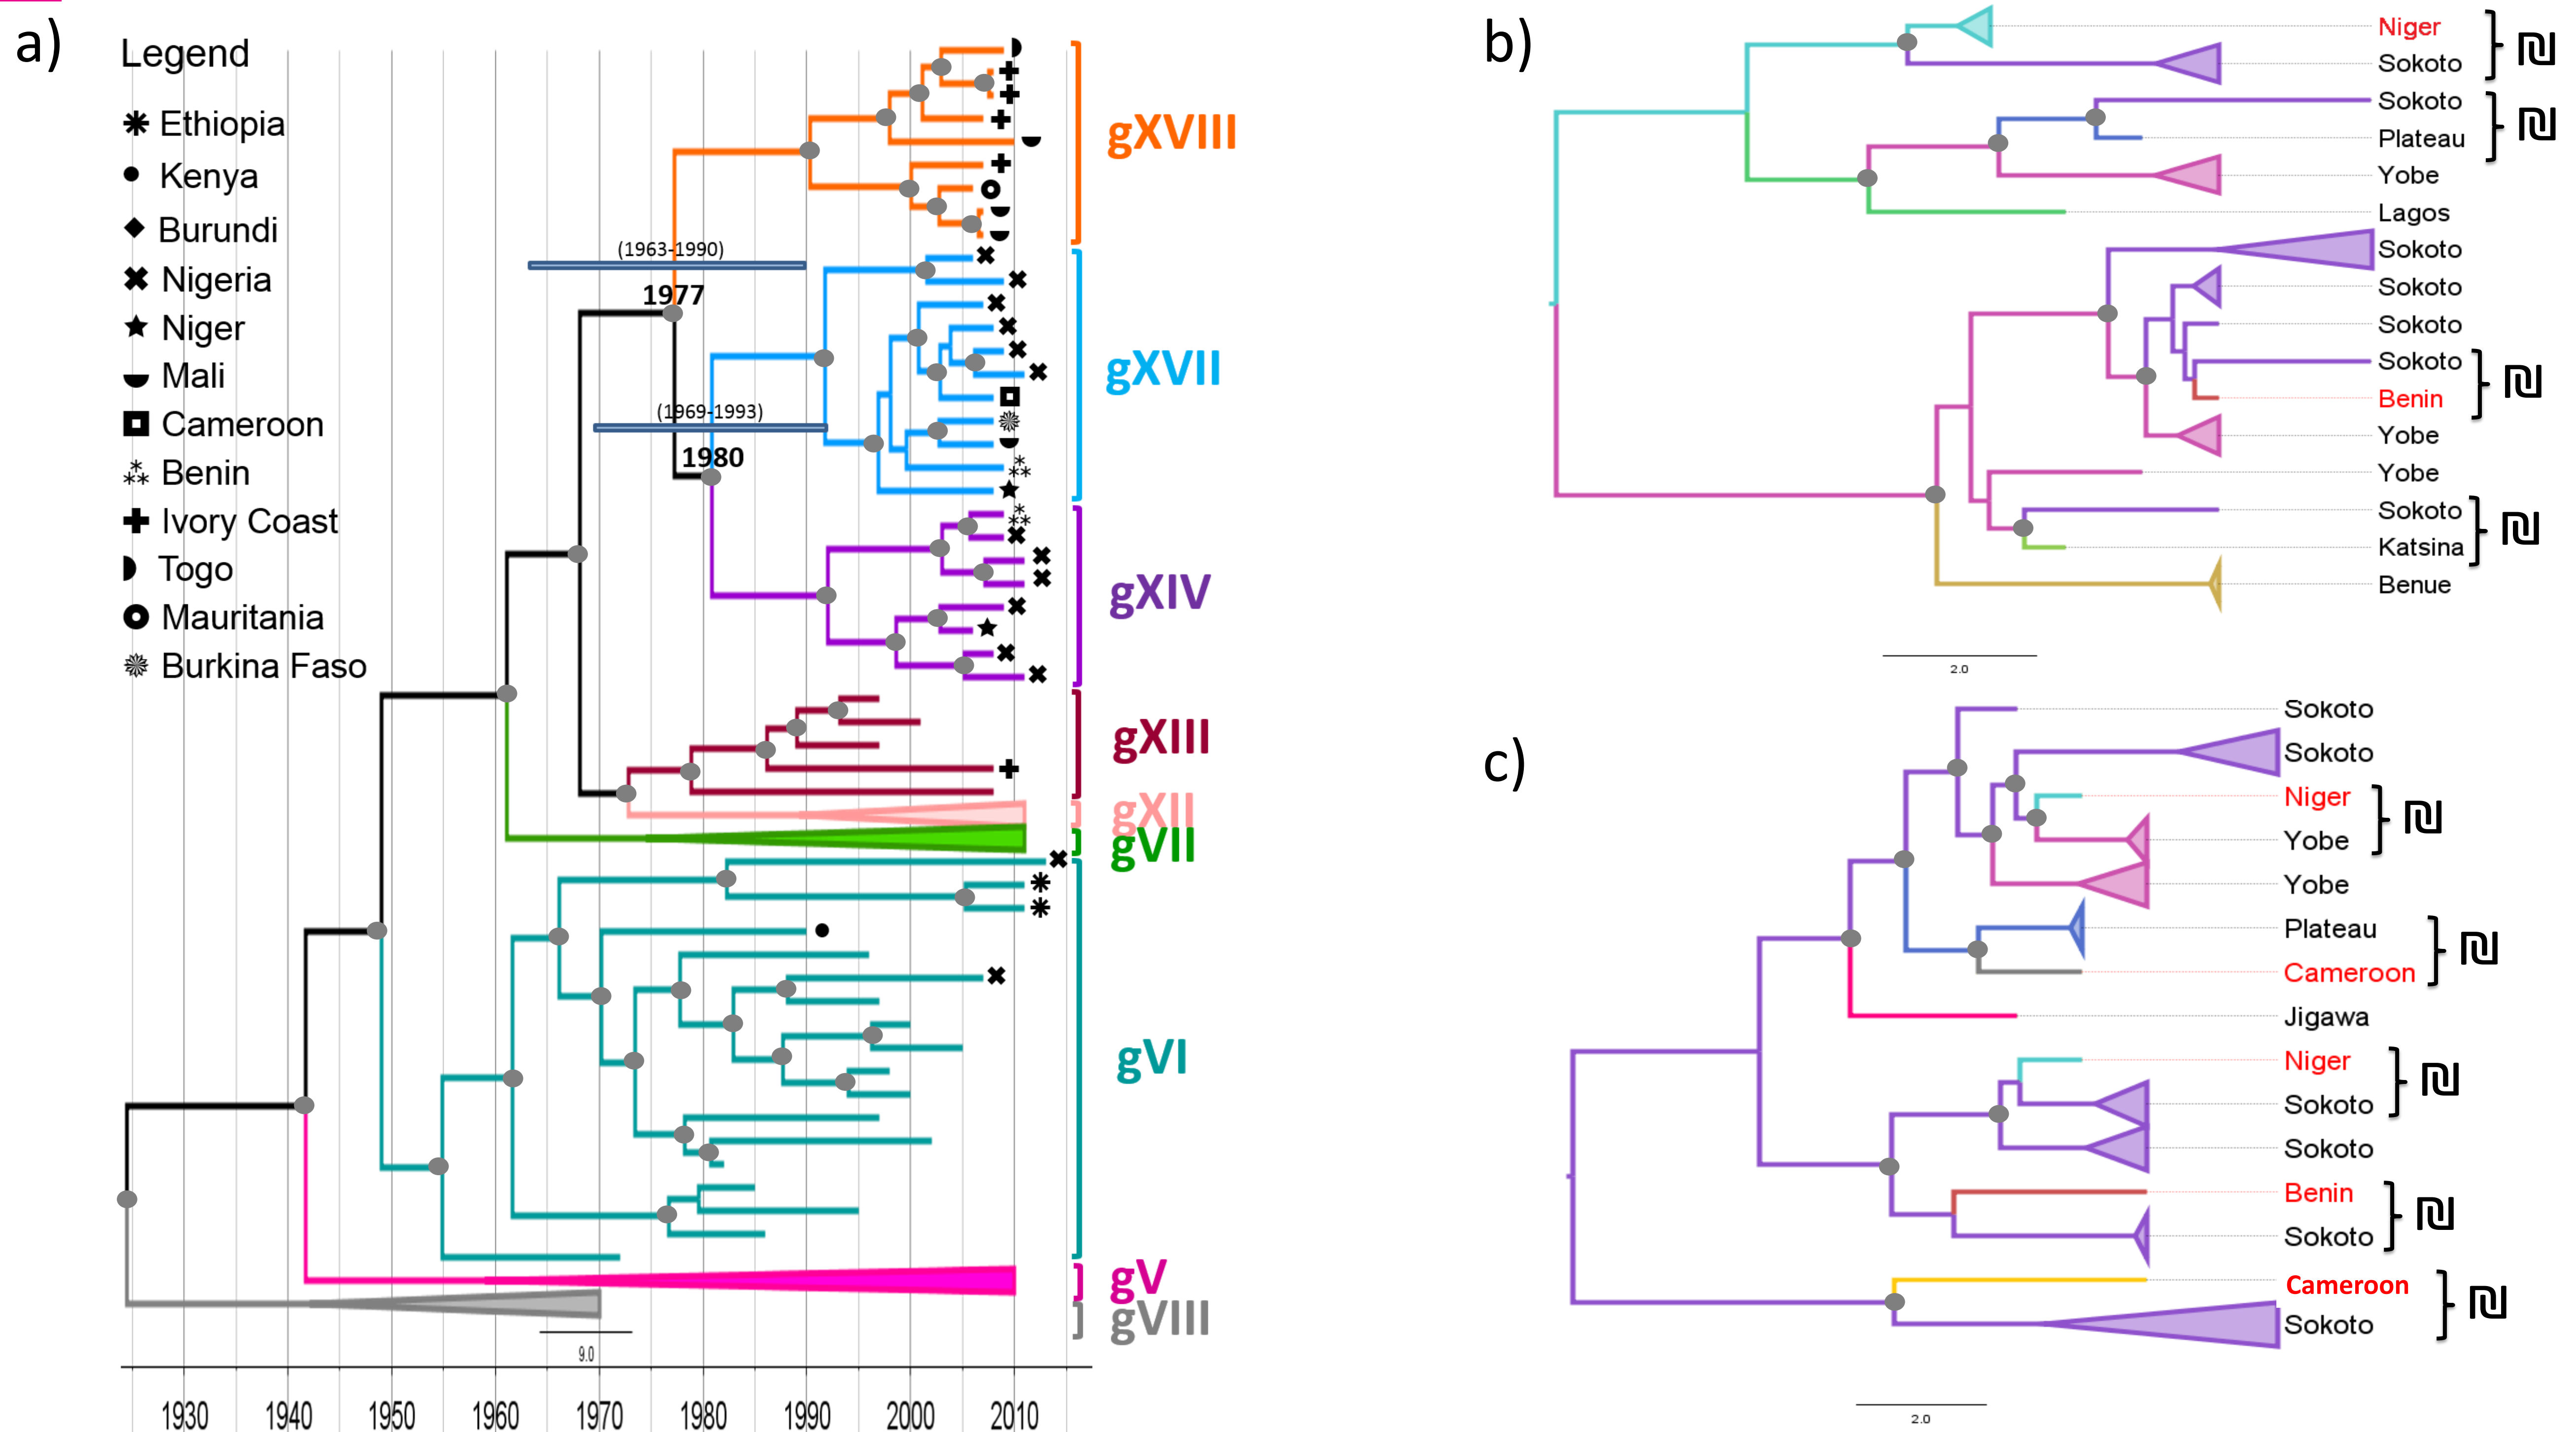 a)
Legend
Ethiopia
Kenya
Burundi
Nigeria
Niger
Mali
Cameroon
Benin
Ivory Coast
Togo
Mauritania
Burkina Faso
(1963-1990)
1977
(1969-1993)
1980
gXVIII
gXVII
gXIV
gXIII
gXII
gVII
gVI
gV
gVIII
9.0
1930 1940 1950 1960 1970 1980 1990 2000 2010
b)
Niger
Sokoto
Sokoto
Plateau
Yobe
Lagos
Sokoto
Sokoto
Sokoto
Sokoto
Benin
Yobe
Yobe
Sokoto
Katsina
Benue
₪
₪
₪
₪
2.0
c)
Sokoto
Sokoto
Niger
Yobe
Yobe
Plateau
Cameroon
Jigawa
Niger
Sokoto
Sokoto
Benin
Sokoto
Cameroon
Sokoto
₪
₪
₪
₪
₪
2.0